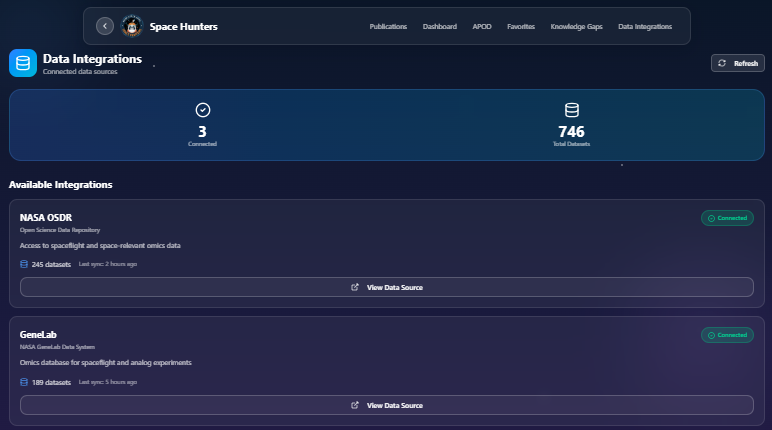 Space Hunters
Publications Dashboard APOD Favorites Knowledge Gaps Data Integrations
Data Integrations
Connected data sources
Refresh
3
Connected
746
Total Datasets
Available Integrations
NASA OSDR
Connected
Open Science Data Repository
Access to spaceflight and space-relevant omics data
245 datasets Last sync: 2 hours ago
View Data Source
GeneLab
Connected
NASA GeneLab Data System
Omics database for spaceflight and analog experiments
189 datasets Last sync: 5 hours ago
View Data Source